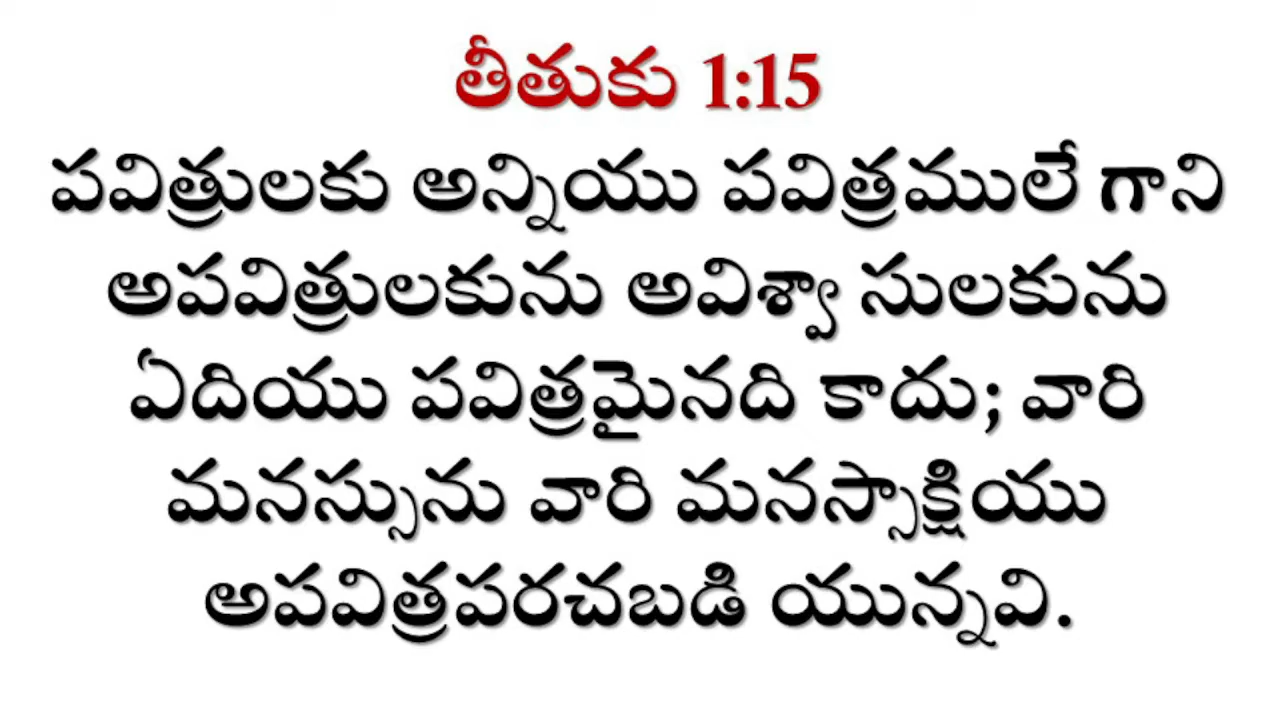 తీతుకు 1:15
పవిత్రులకు అన్నియు పవిత్రములే గాని
అపవిత్రులకును అవిశ్వా సులకును
ఏదియు పవిత్రమైనది కాదు; వారి
మనస్సును వారి మనస్సాక్షియు
అపవిత్రపరచబడి యున్నవి.